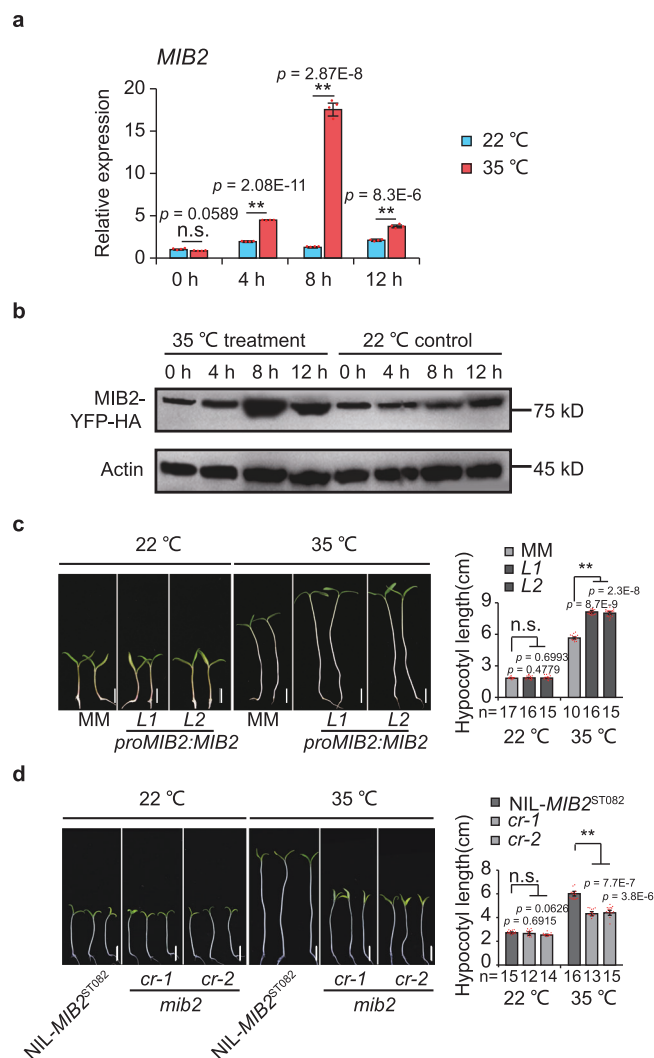 a
MIB2
Relative expression
20
15
10
5
0
p = 0.0589
n.s.
p = 2.08E-11
**
p = 2.87E-8
**
p = 8.3E-6
**
0 h 4 h 8 h 12 h
22 ℃
35 ℃
b
35 ℃ treatment 22 ℃ control
0 h 4 h 8 h 12 h 0 h 4 h 8 h 12 h
MIB2-
YFP-HA
75 kD
Actin
45 kD
c
22 ℃ 35 ℃
MM L1 L2 MM L1 L2
proMIB2:MIB2 proMIB2:MIB2
Hypocotyl length(cm)
MM
L1
L2
9
6
3
0
n.s.
p = 0.6993
p = 0.4779
**
p = 2.3E-8
p = 8.7E-9
n= 17 16 15 10 16 15
22 ℃ 35 ℃
d
22 ℃ 35 ℃
NIL-MIB2ST082 cr-1 cr-2 NIL-MIB2ST082 cr-1 cr-2
mib2 mib2
Hypocotyl length(cm)
NIL-MIB2ST082
cr-1
cr-2
8
6
4
2
0
n.s.
p = 0.0626
p = 0.6915
**
p = 7.7E-7
p = 3.8E-6
n= 15 12 14 16 13 15
22 ℃ 35 ℃